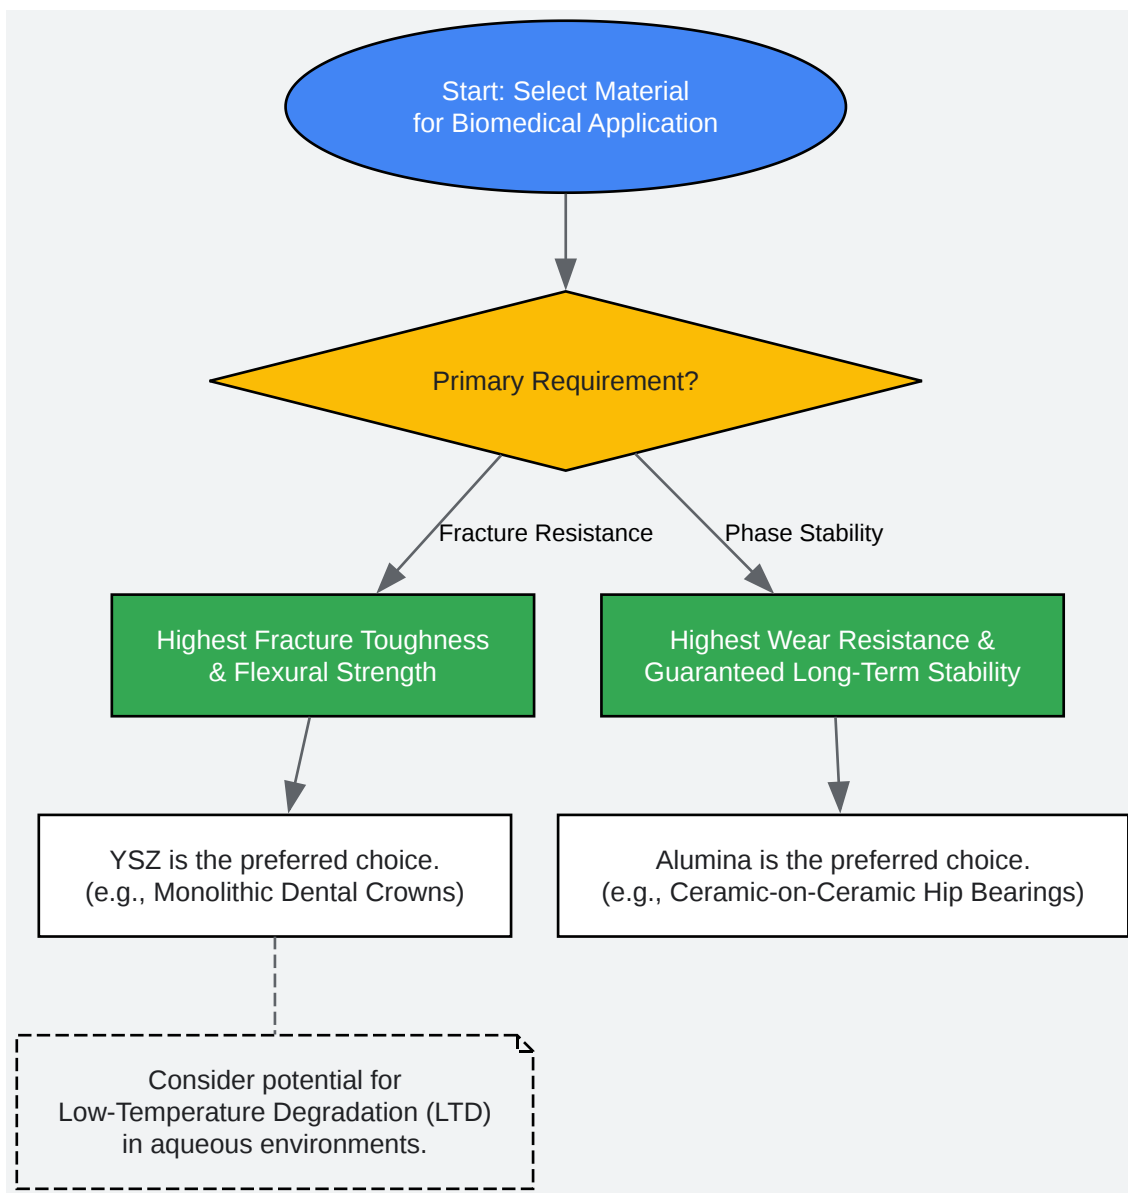 Start: Select Material
for Biomedical Application
Primary Requirement?
Fracture Resistance
Phase Stability
Highest Fracture Toughness
& Flexural Strength
Highest Wear Resistance &
Guaranteed Long-Term Stability
YSZ is the preferred choice.
(e.g., Monolithic Dental Crowns)
Alumina is the preferred choice.
(e.g., Ceramic-on-Ceramic Hip Bearings)
Consider potential for
Low-Temperature Degradation (LTD)
in aqueous environments.